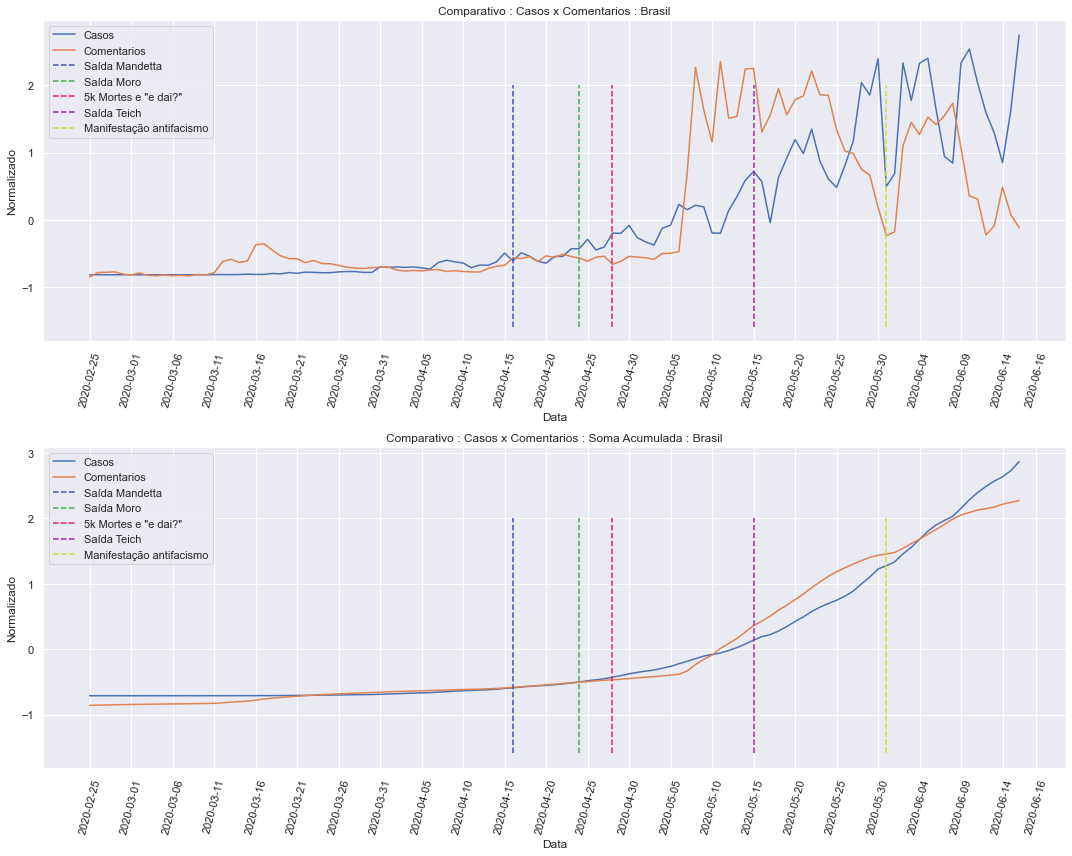 Comparativo : Casos x Comentarios : Brasil
Casos
Comentarios
Saída Mandetta
Saída Moro
5k Mortes e "e dai?"
Saída Teich
Manifestação antifacismo
Normalizado
2
1
0
−1
2020-02-25
2020-03-01
2020-03-06
2020-03-11
2020-03-16
2020-03-21
2020-03-26
2020-03-31
2020-04-05
2020-04-10
2020-04-15
2020-04-20
2020-04-25
2020-04-30
2020-05-05
2020-05-10
2020-05-15
2020-05-20
2020-05-25
2020-05-30
2020-06-04
2020-06-09
2020-06-14
2020-06-16
Data
Comparativo : Casos x Comentarios : Soma Acumulada : Brasil
Casos
Comentarios
Saída Mandetta
Saída Moro
5k Mortes e "e dai?"
Saída Teich
Manifestação antifacismo
Normalizado
3
2
1
0
−1
2020-02-25
2020-03-01
2020-03-06
2020-03-11
2020-03-16
2020-03-21
2020-03-26
2020-03-31
2020-04-05
2020-04-10
2020-04-15
2020-04-20
2020-04-25
2020-04-30
2020-05-05
2020-05-10
2020-05-15
2020-05-20
2020-05-25
2020-05-30
2020-06-04
2020-06-09
2020-06-14
2020-06-16
Data